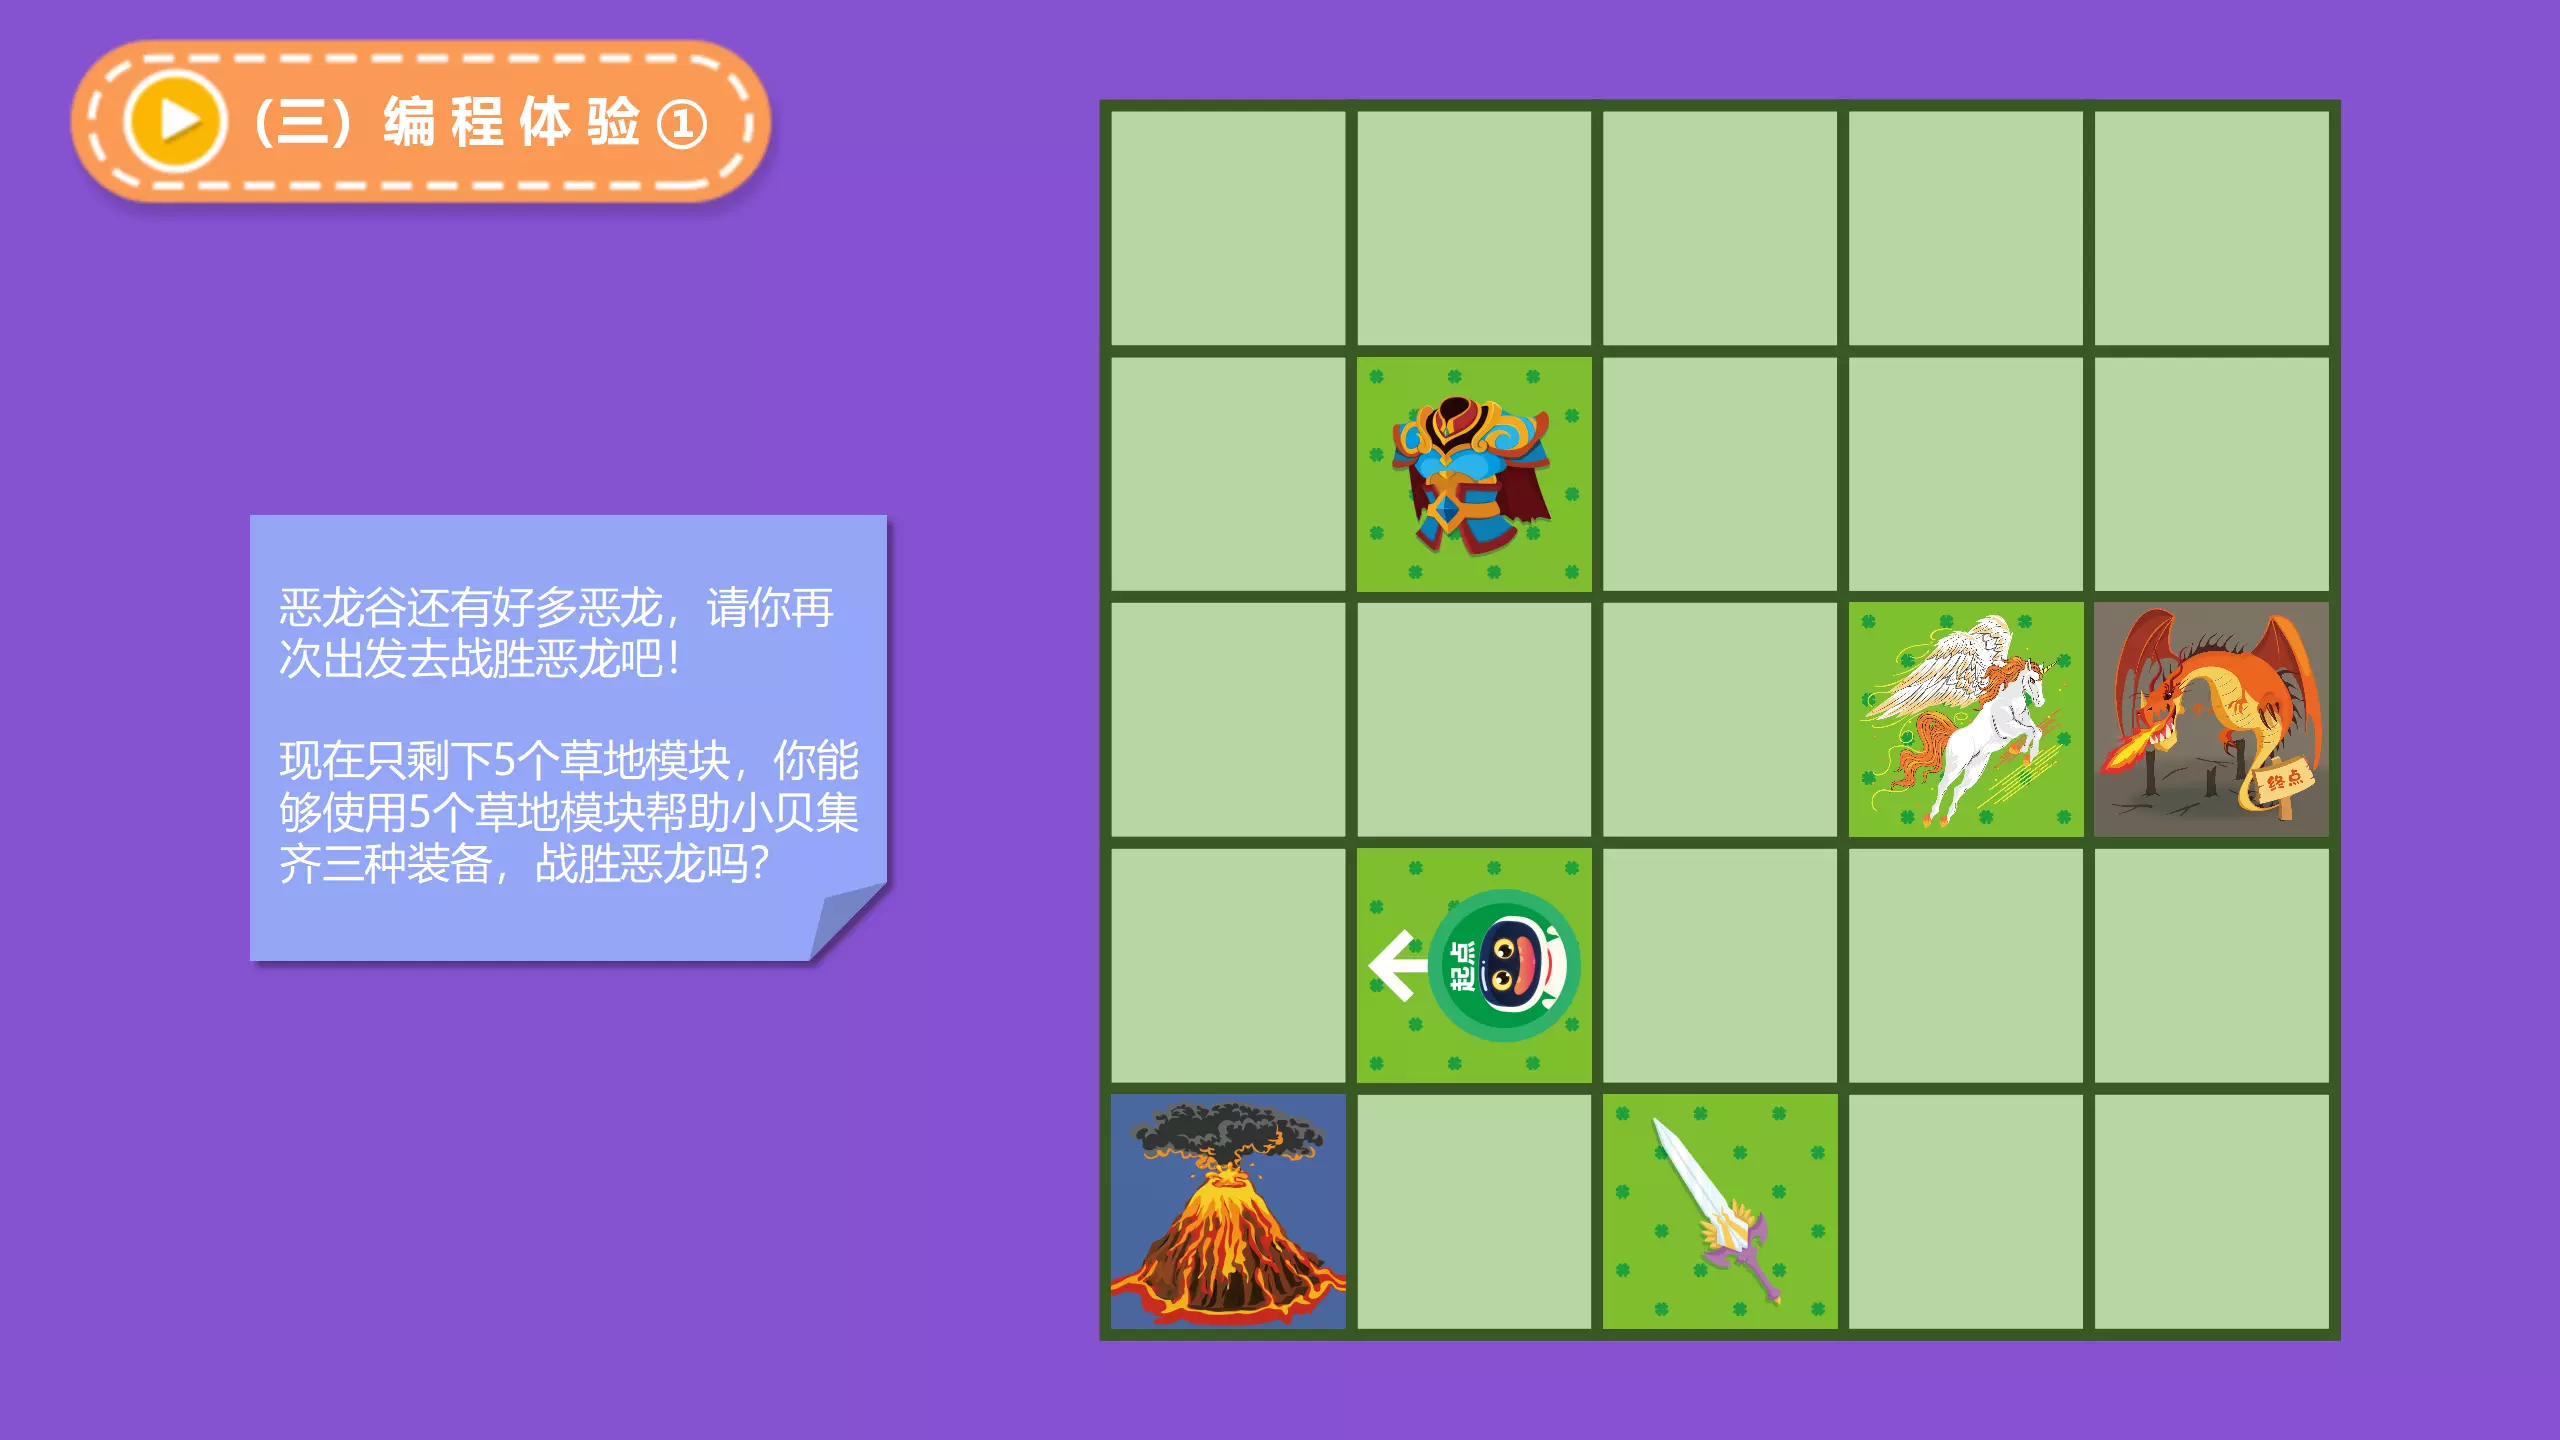 (三) 编程体验①
恶龙谷还有好多恶龙，请你再
次出发去战胜恶龙吧！
现在只剩下5个草地模块，你能
够使用5个草地模块帮助小贝集
齐三种装备，战胜恶龙吗？
终点
起点